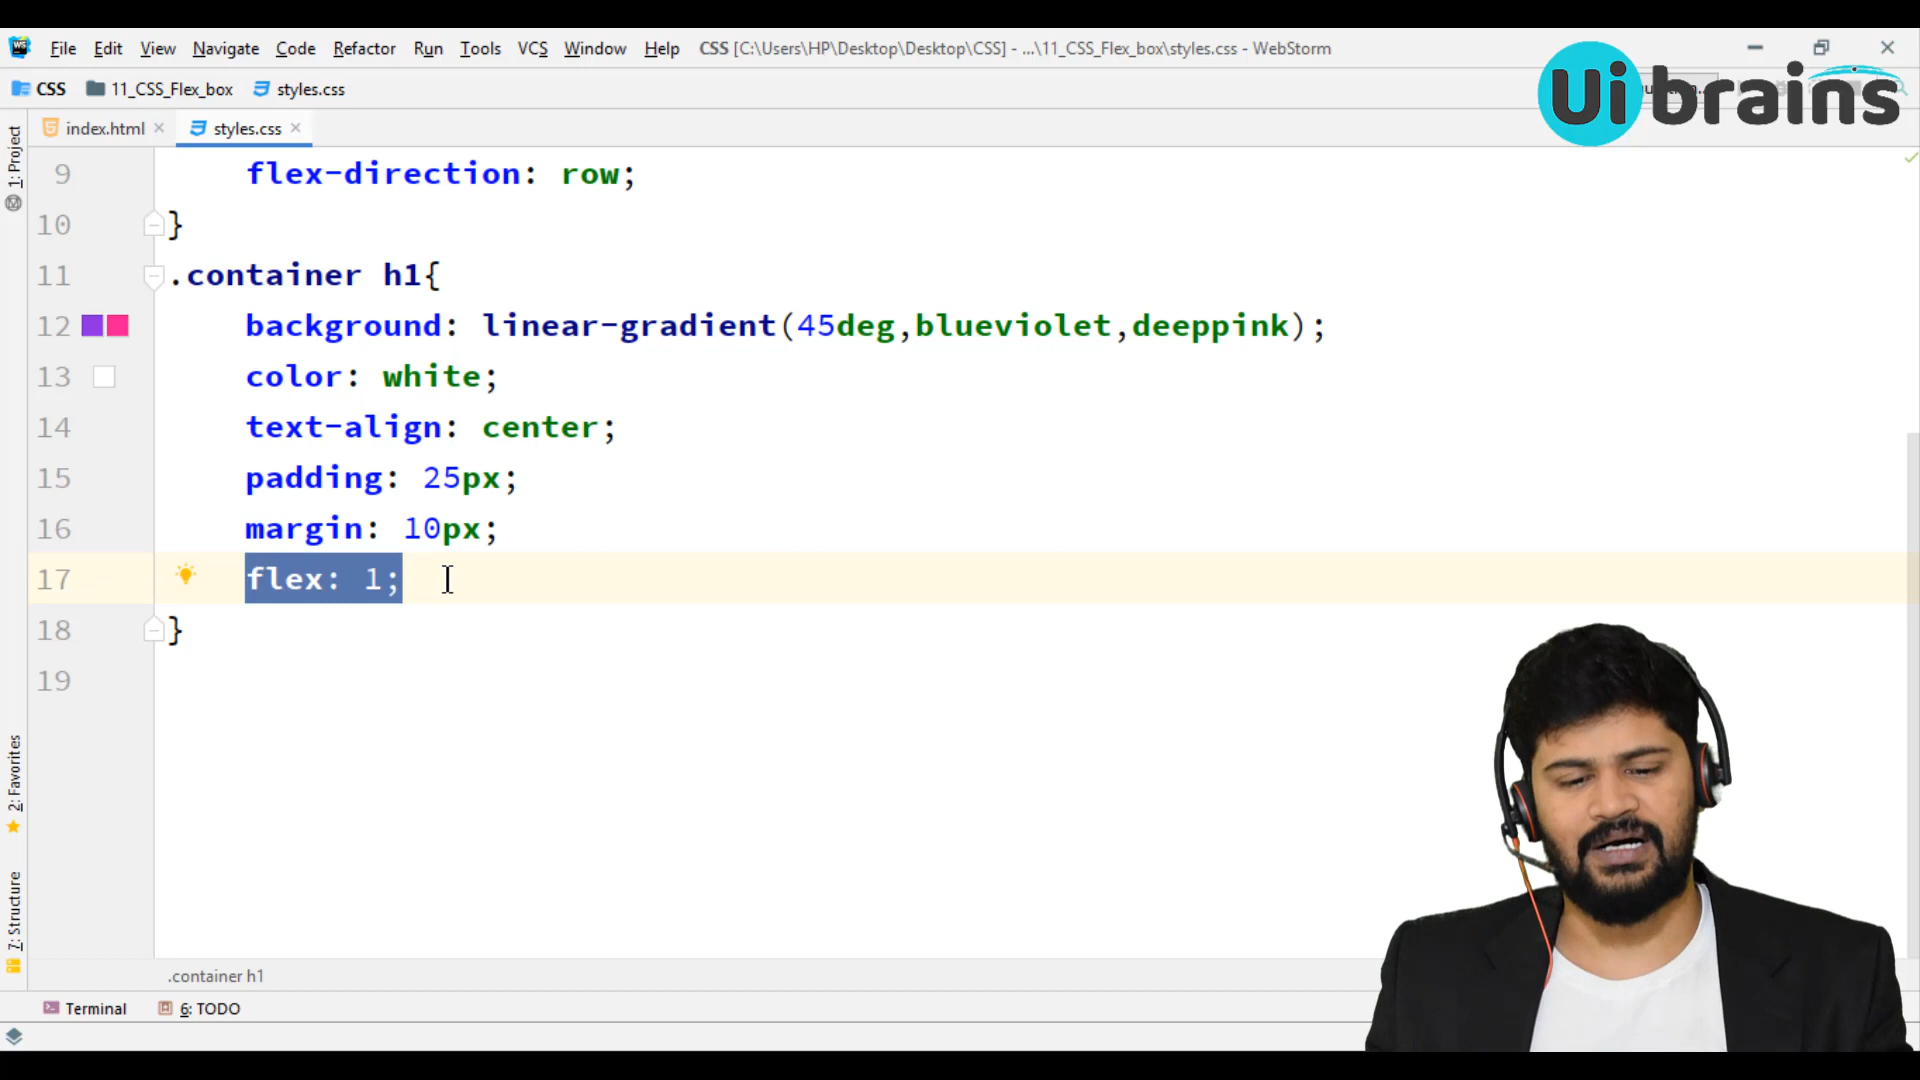 File Edit View Navigate Code Refactor Run Tools VCS Window Help CSS [C:\Users\HP\Desktop\Desktop\CSS] - ...\11_CSS_Flex_box\styles.css - WebStorm
CSS 11_CSS_Flex_box styles.css
Ui brains
index.html styles.css
1: Project
2: Favorites
7: Structure
9 flex-direction: row;
10 }
11 .container h1{
12 background: linear-gradient(45deg,blueviolet,deeppink);
13 color: white;
14 text-align: center;
15 padding: 25px;
16 margin: 10px;
17 flex: 1;
18 }
19
.container h1
Terminal 6: TODO